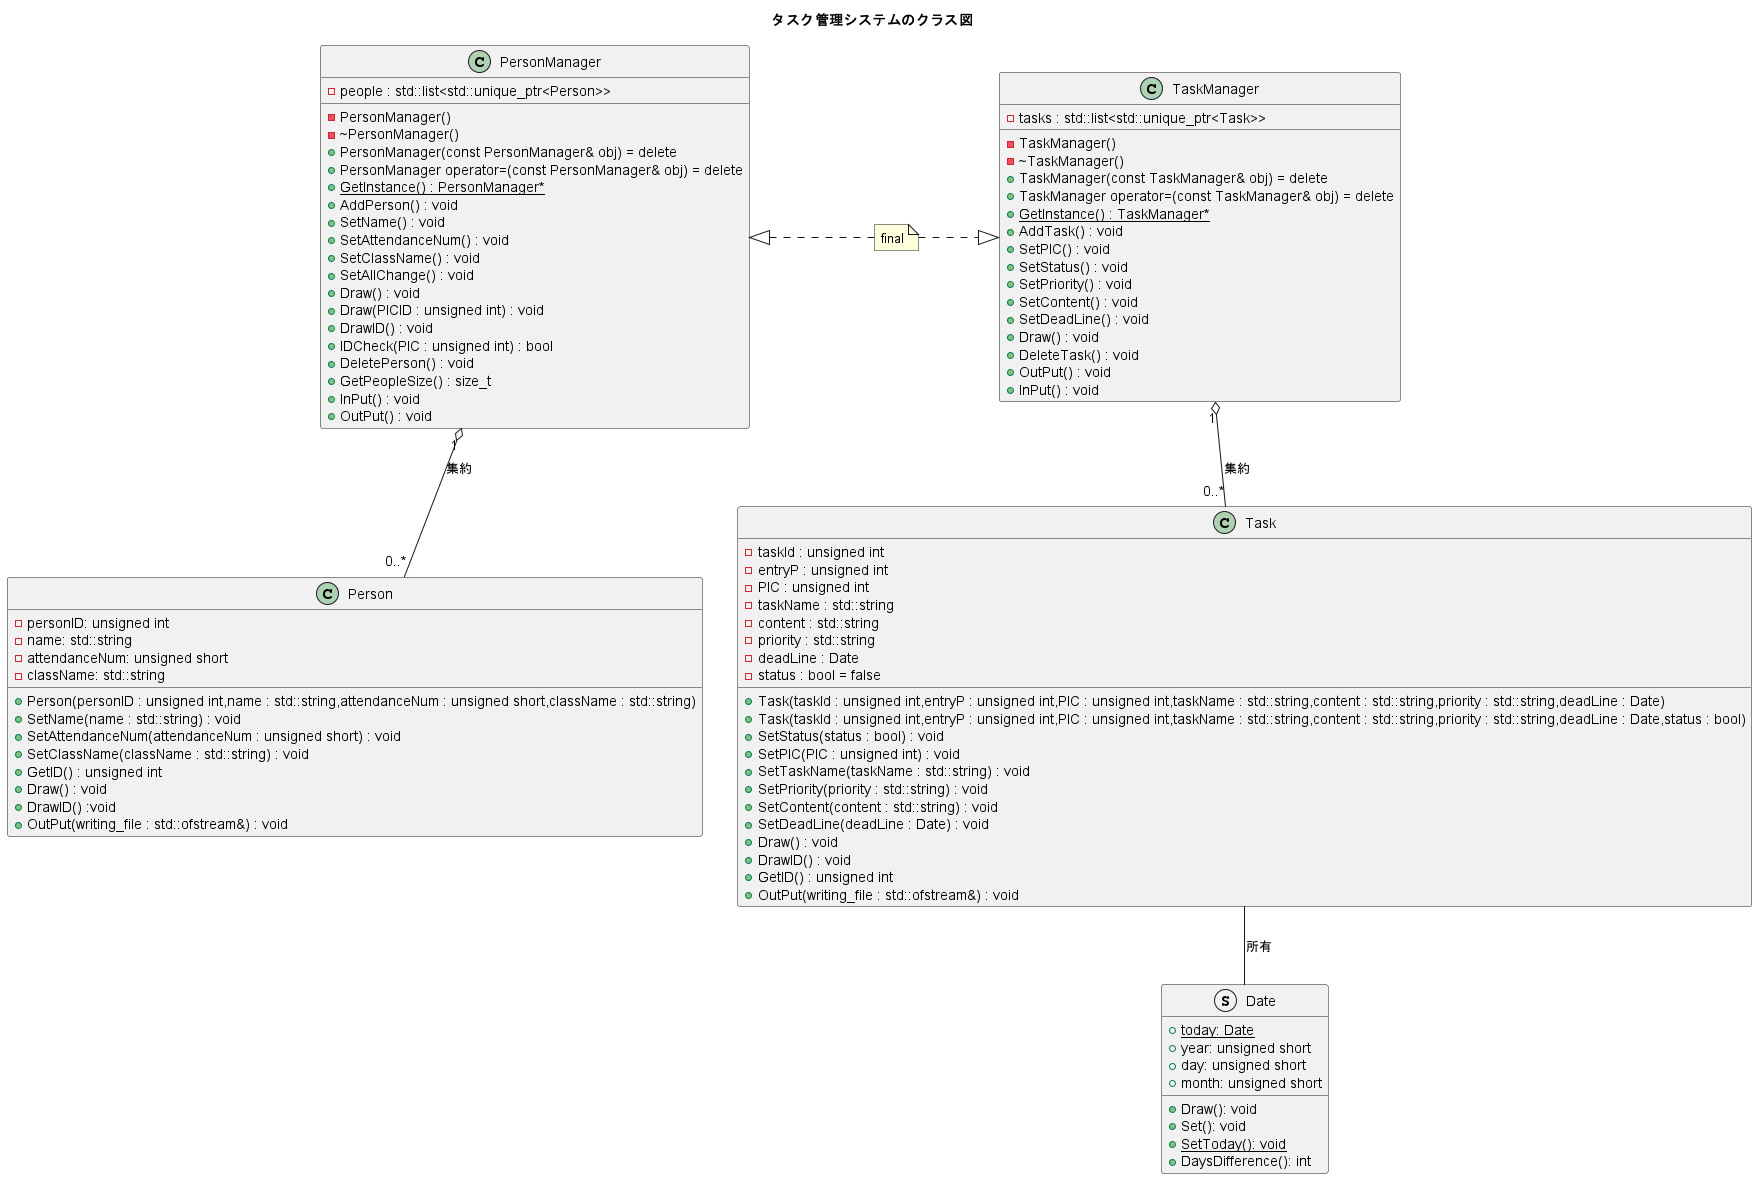 タスク管理システムのクラス図
PersonManager
people : std::list<std::unique_ptr<Person>>
PersonManager()
~PersonManager()
PersonManager(const PersonManager& obj) = delete
PersonManager operator=(const PersonManager& obj) = delete
GetInstance() : PersonManager*
AddPerson() : void
SetName() : void
SetAttendanceNum() : void
SetClassName() : void
SetAllChange() : void
Draw() : void
Draw(PICID : unsigned int) : void
DrawID() : void
IDCheck(PIC : unsigned int) : bool
DeletePerson() : void
GetPeopleSize() : size_t
InPut() : void
OutPut() : void
final
TaskManager
tasks : std::list<std::unique_ptr<Task>>
TaskManager()
~TaskManager()
TaskManager(const TaskManager& obj) = delete
TaskManager operator=(const TaskManager& obj) = delete
GetInstance() : TaskManager*
AddTask() : void
SetPIC() : void
SetStatus() : void
SetPriority() : void
SetContent() : void
SetDeadLine() : void
Draw() : void
DeleteTask() : void
OutPut() : void
InPut() : void
1
集約
0..*
1
集約
0..*
Person
personID: unsigned int
name: std::string
attendanceNum: unsigned short
className: std::string
Person(personID : unsigned int,name : std::string,attendanceNum : unsigned short,className : std::string)
SetName(name : std::string) : void
SetAttendanceNum(attendanceNum : unsigned short) : void
SetClassName(className : std::string) : void
GetID() : unsigned int
Draw() : void
DrawID() :void
OutPut(writing_file : std::ofstream&) : void
Task
taskId : unsigned int
entryP : unsigned int
PIC : unsigned int
taskName : std::string
content : std::string
priority : std::string
deadLine : Date
status : bool = false
Task(taskId : unsigned int,entryP : unsigned int,PIC : unsigned int,taskName : std::string,content : std::string,priority : std::string,deadLine : Date)
Task(taskId : unsigned int,entryP : unsigned int,PIC : unsigned int,taskName : std::string,content : std::string,priority : std::string,deadLine : Date,status : bool)
SetStatus(status : bool) : void
SetPIC(PIC : unsigned int) : void
SetTaskName(taskName : std::string) : void
SetPriority(priority : std::string) : void
SetContent(content : std::string) : void
SetDeadLine(deadLine : Date) : void
Draw() : void
DrawID() : void
GetID() : unsigned int
OutPut(writing_file : std::ofstream&) : void
所有
Date
today: Date
year: unsigned short
day: unsigned short
month: unsigned short
Draw(): void
Set(): void
SetToday(): void
DaysDifference(): int